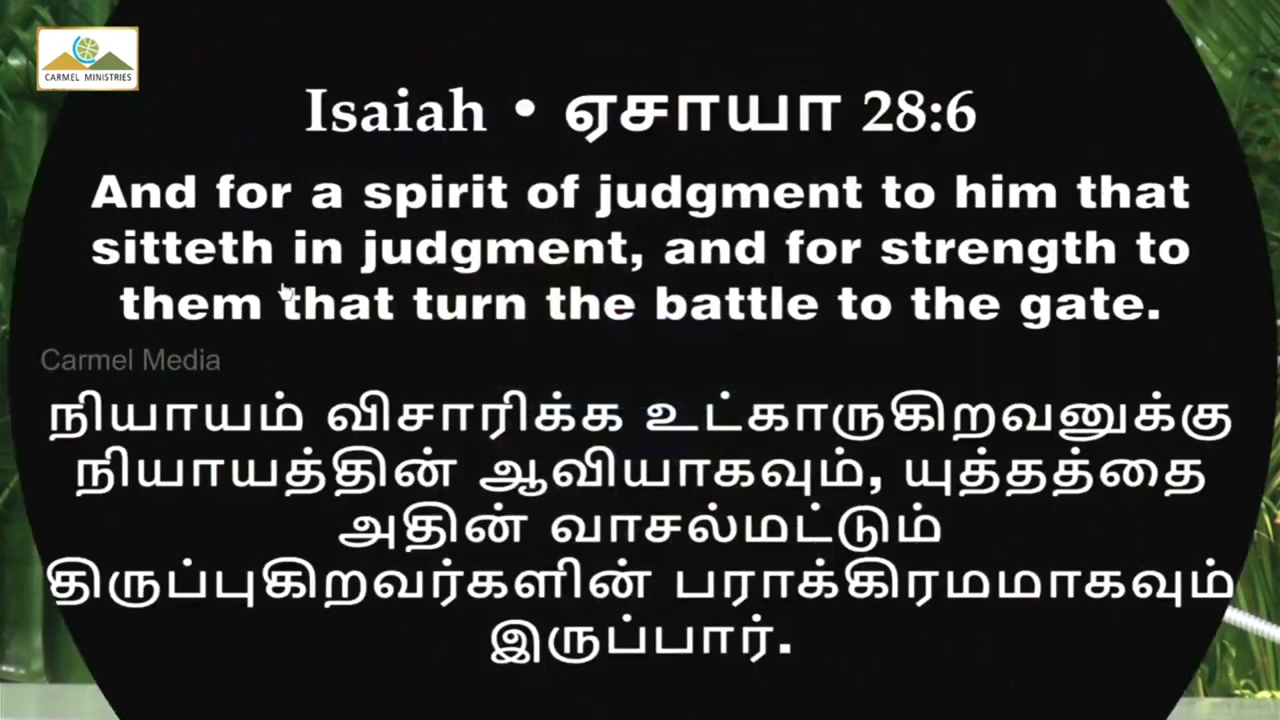 CARMEL MINISTRIES
Isaiah • ஏசாயா 28:6
And for a spirit of judgment to him that
sitteth in judgment, and for strength to
them that turn the battle to the gate.
Carmel Media
நியாயம் விசாரிக்க உட்காருகிறவனுக்கு
நியாயத்தின் ஆவியாகவும், யுத்தத்தை
அதின் வாசல்மட்டும்
திருப்புகிறவர்களின் பராக்கிரமமாகவும்
இருப்பார்.